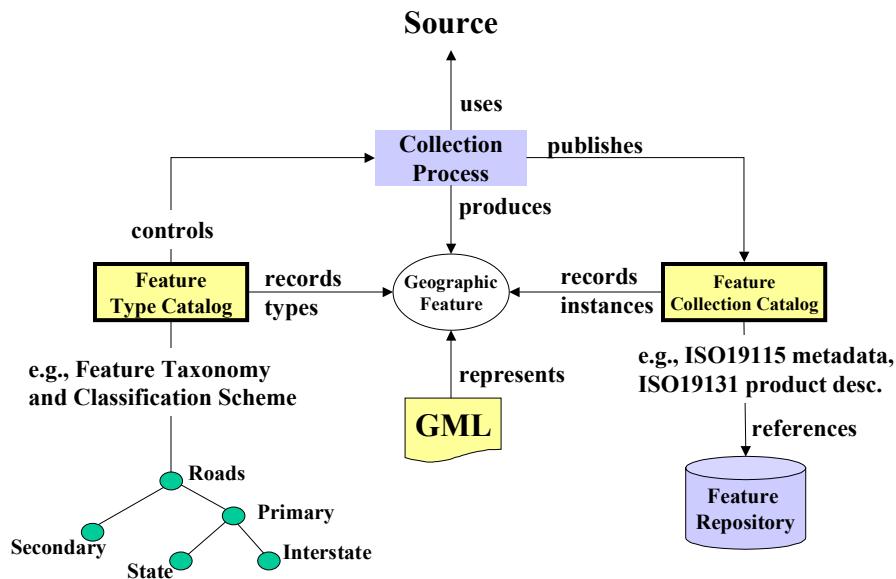 Source
uses
Collection
Process
publishes
produces
controls
Feature
Type Catalog
records
types
Geographic
Feature
records
instances
Feature
Collection Catalog
e.g., Feature Taxonomy
and Classification Scheme
represents
GML
e.g., ISO19115 metadata,
ISO19131 product desc.
references
Feature
Repository
Roads
Primary
Secondary
State
Interstate